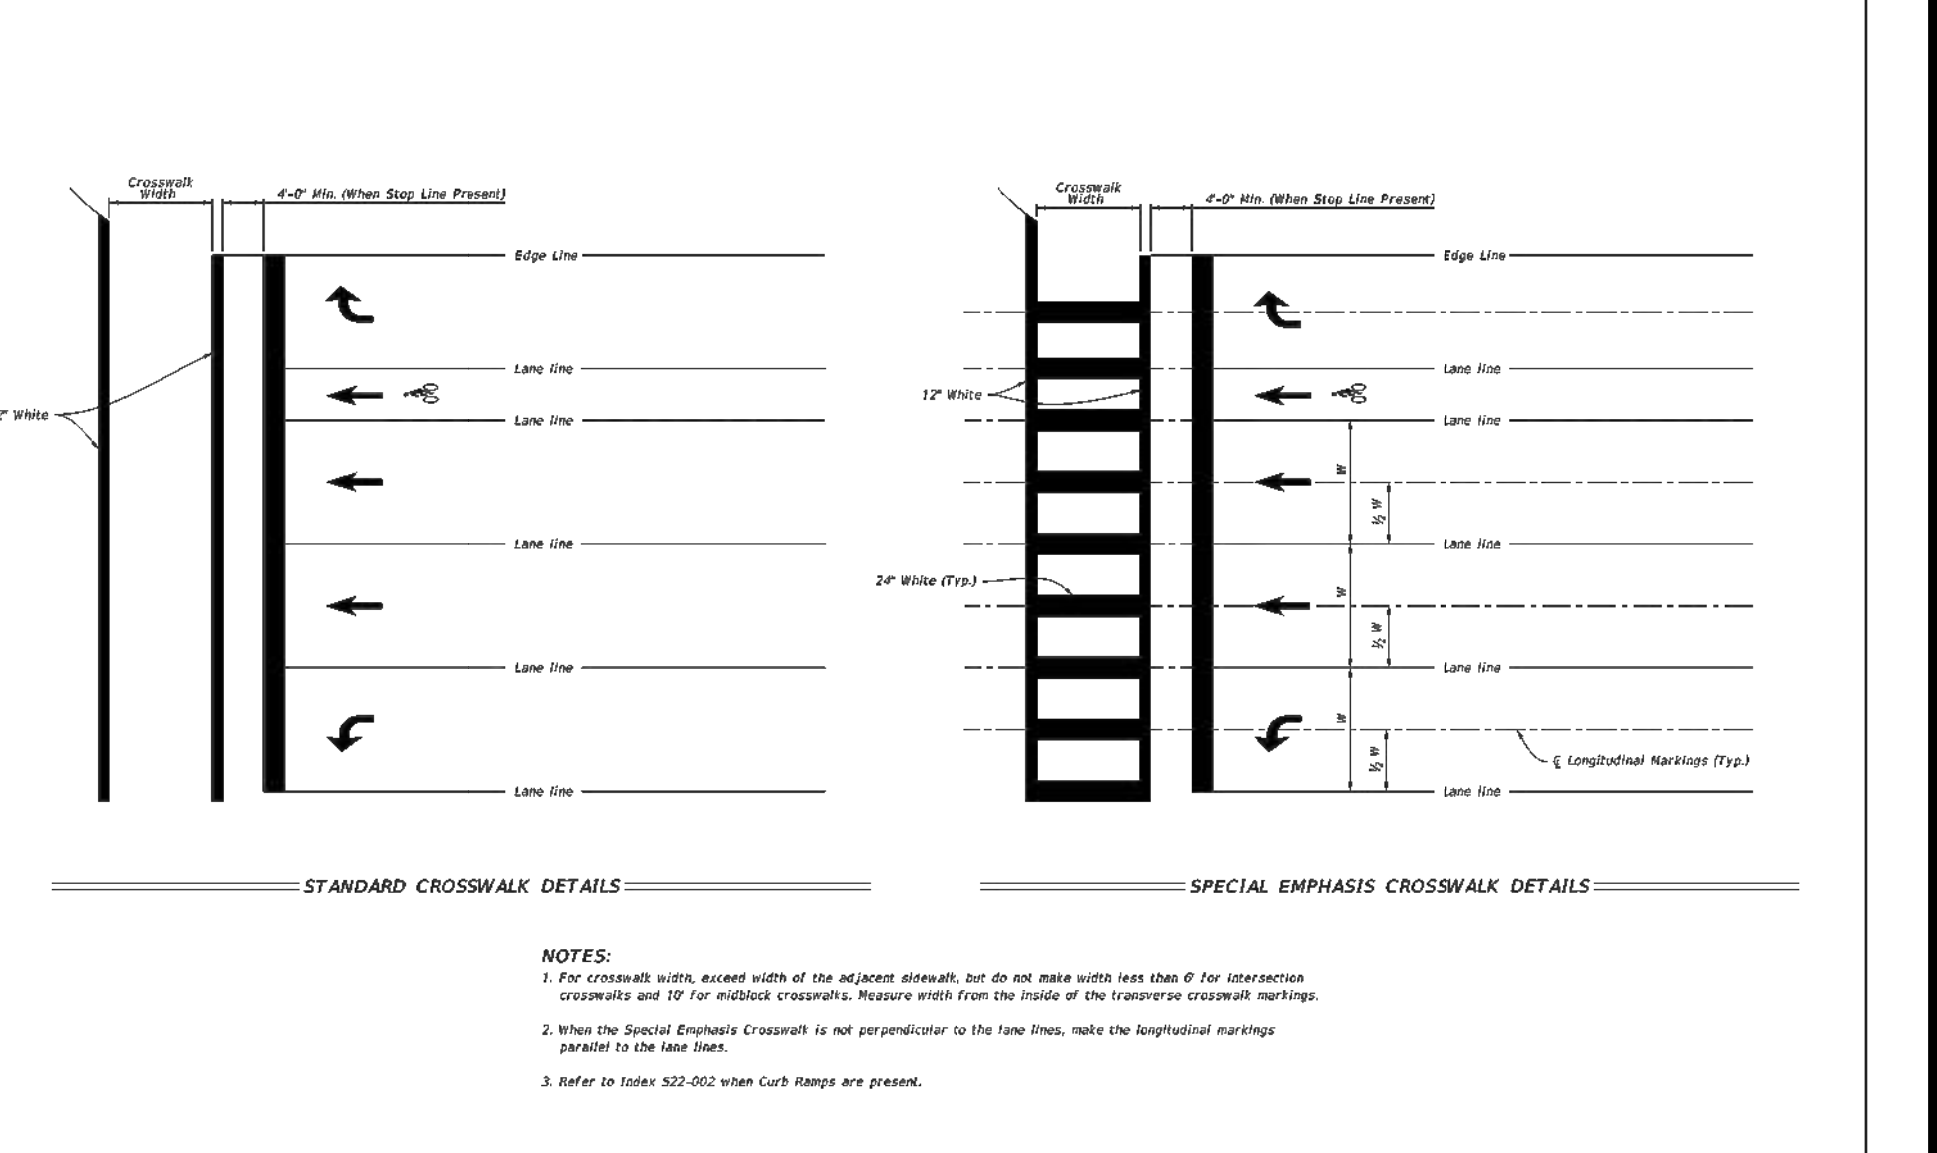 Crosswalk
Width
4'-0" Min. (When Stop Line Present)
Edge Line
Lane line
Lane line
" White
Lane line
Lane line
Lane line
STANDARD CROSSWALK DETAILS
Crosswalk
Width
4'-0" Min. (When Stop Line Present)
Edge Line
Lane line
12" White
Lane line
W
½ W
Lane line
24" White (Typ.)
W
½ W
Lane line
W
½ W
℄ Longitudinal Markings (Typ.)
Lane line
SPECIAL EMPHASIS CROSSWALK DETAILS
NOTES:
1. For crosswalk width, exceed width of the adjacent sidewalk, but do not make width less than 6' for intersection
crosswalks and 10' for midblock crosswalks. Measure width from the inside of the transverse crosswalk markings.
2. When the Special Emphasis Crosswalk is not perpendicular to the lane lines, make the longitudinal markings
parallel to the lane lines.
3. Refer to Index 522-002 when Curb Ramps are present.